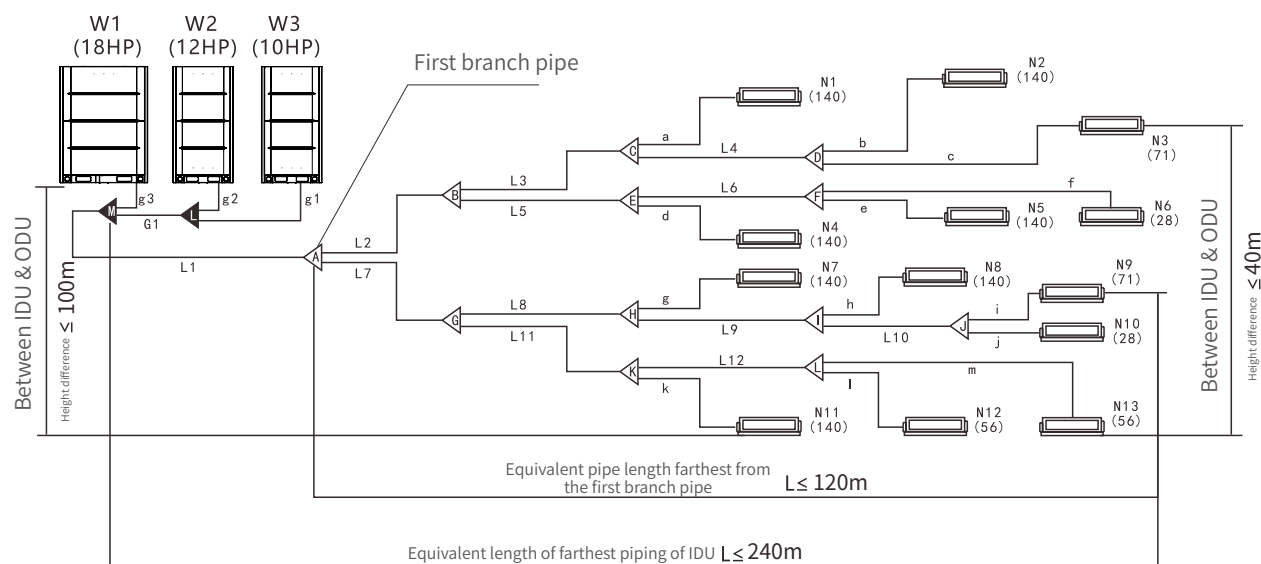 W1
(18HP)
W2
(12HP)
W3
(10HP)
First branch pipe
N1
(140)
N2
(140)
N3
(71)
a
b
c
C
L4
D
g3
g2
g1
M
L
G1
L3
B
L5
E
L6
F
f
d
e
N5
(140)
N6
(28)
N4
(140)
L2
A
L1
L7
N7
(140)
N8
(140)
N9
(71)
g
h
i
L8
G
H
L9
I
J
L11
L10
j
N10
(28)
L12
K
L
m
k
l
N11
(140)
N12
(56)
N13
(56)
Between IDU & ODU
Height difference ≤ 100m
Between IDU & ODU
Height difference ≤40m
Equivalent pipe length farthest from
the first branch pipe L≤ 120m
Equivalent length of farthest piping of IDU L≤240m